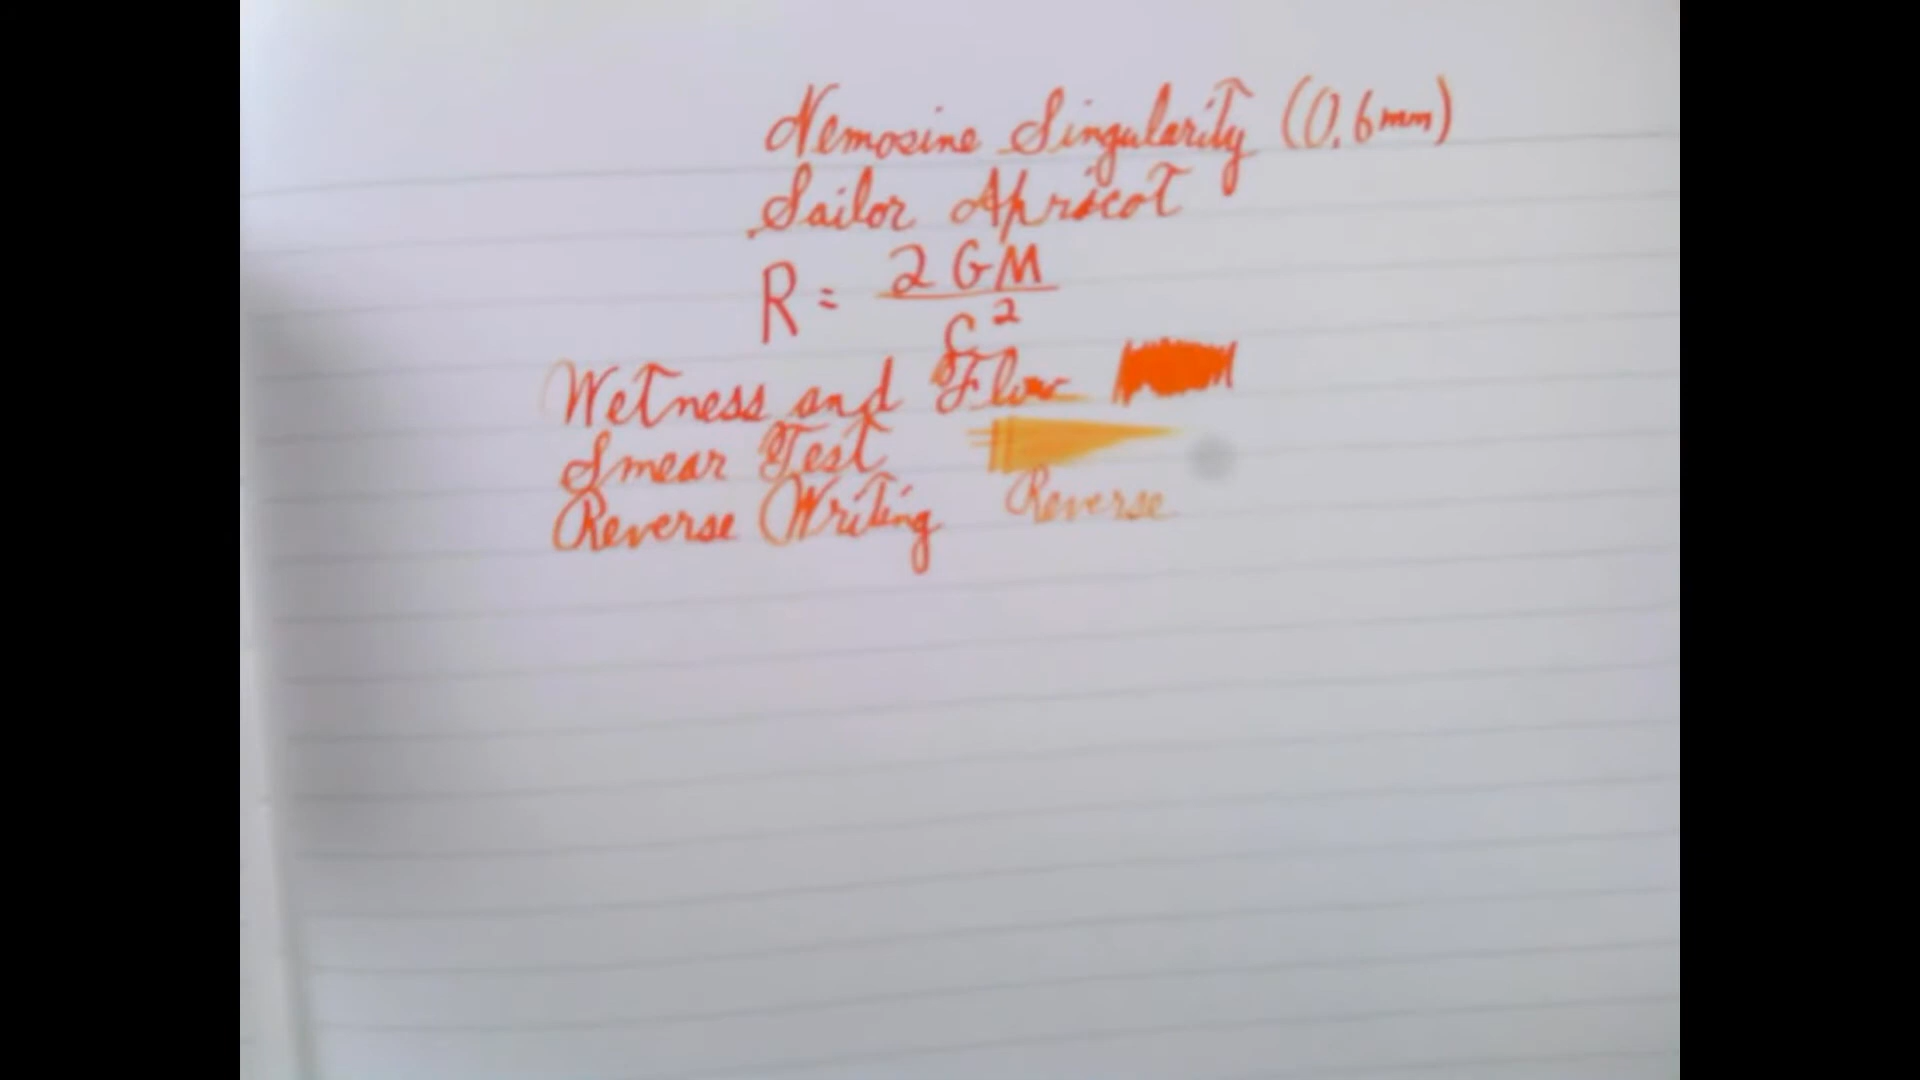 Nemosine Singularity (0.6mm)
Sailor Apricot
R = 2GM
c²
Wetness and Flow
Smear Test
Reverse Writing Reverse